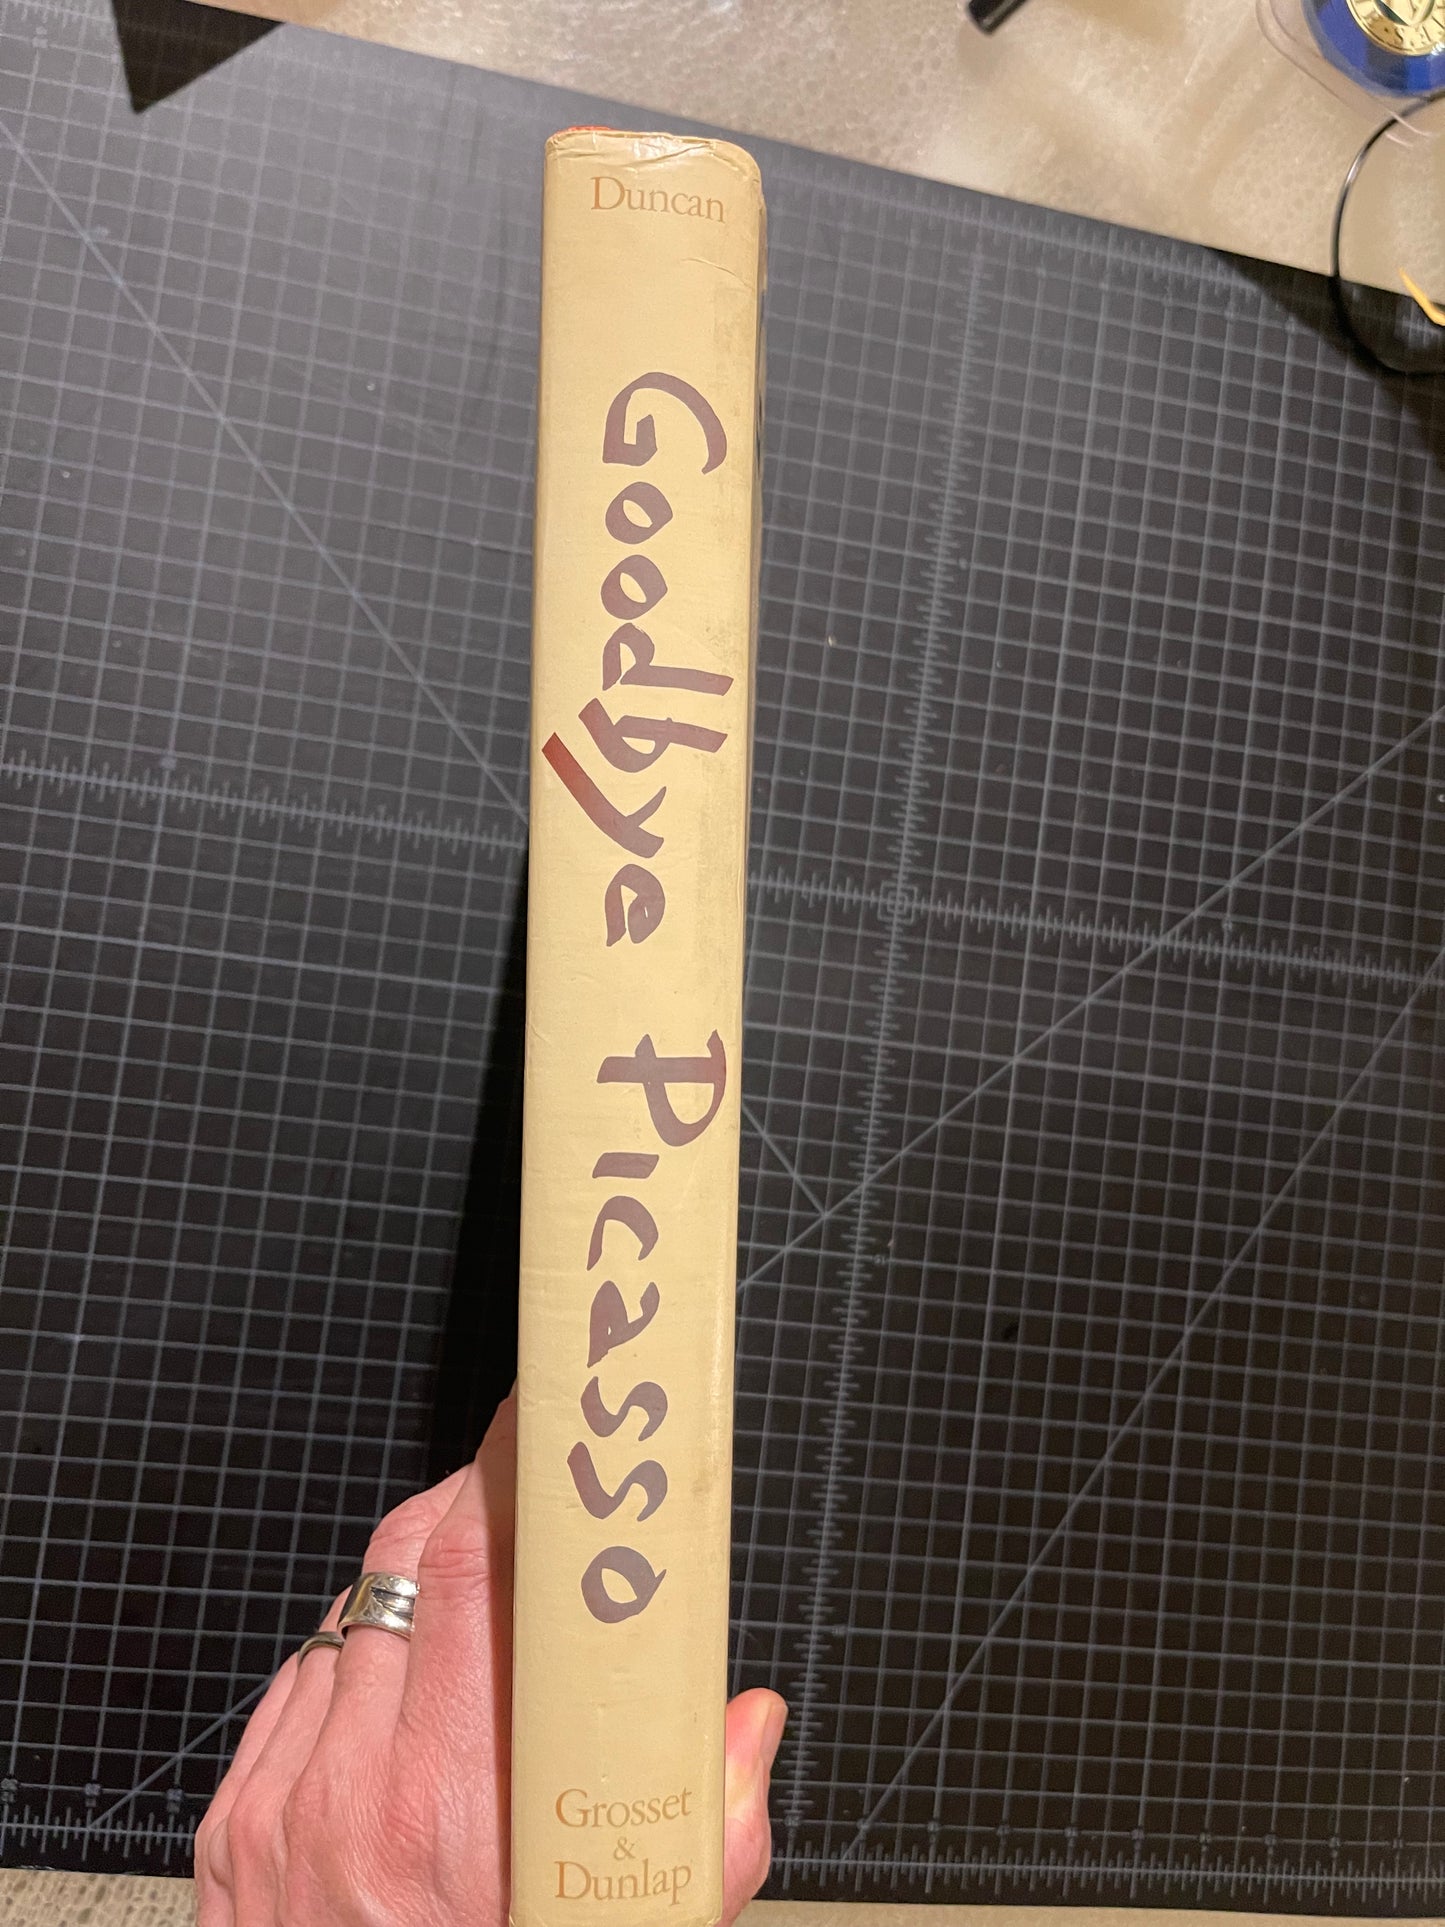 Duncan
Goodbye Picasso
Grosset
&
Dunlap